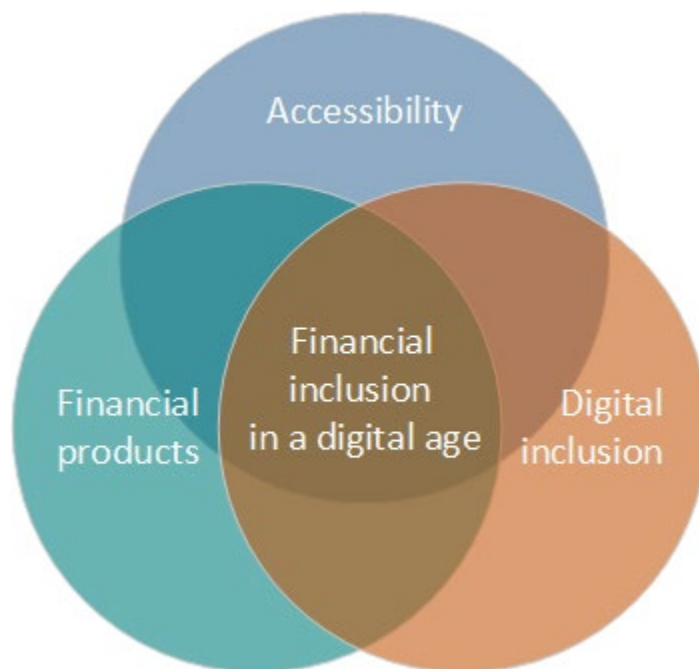 Accessibility
Financial
inclusion
in a digital age
Financial
products
Digital
inclusion